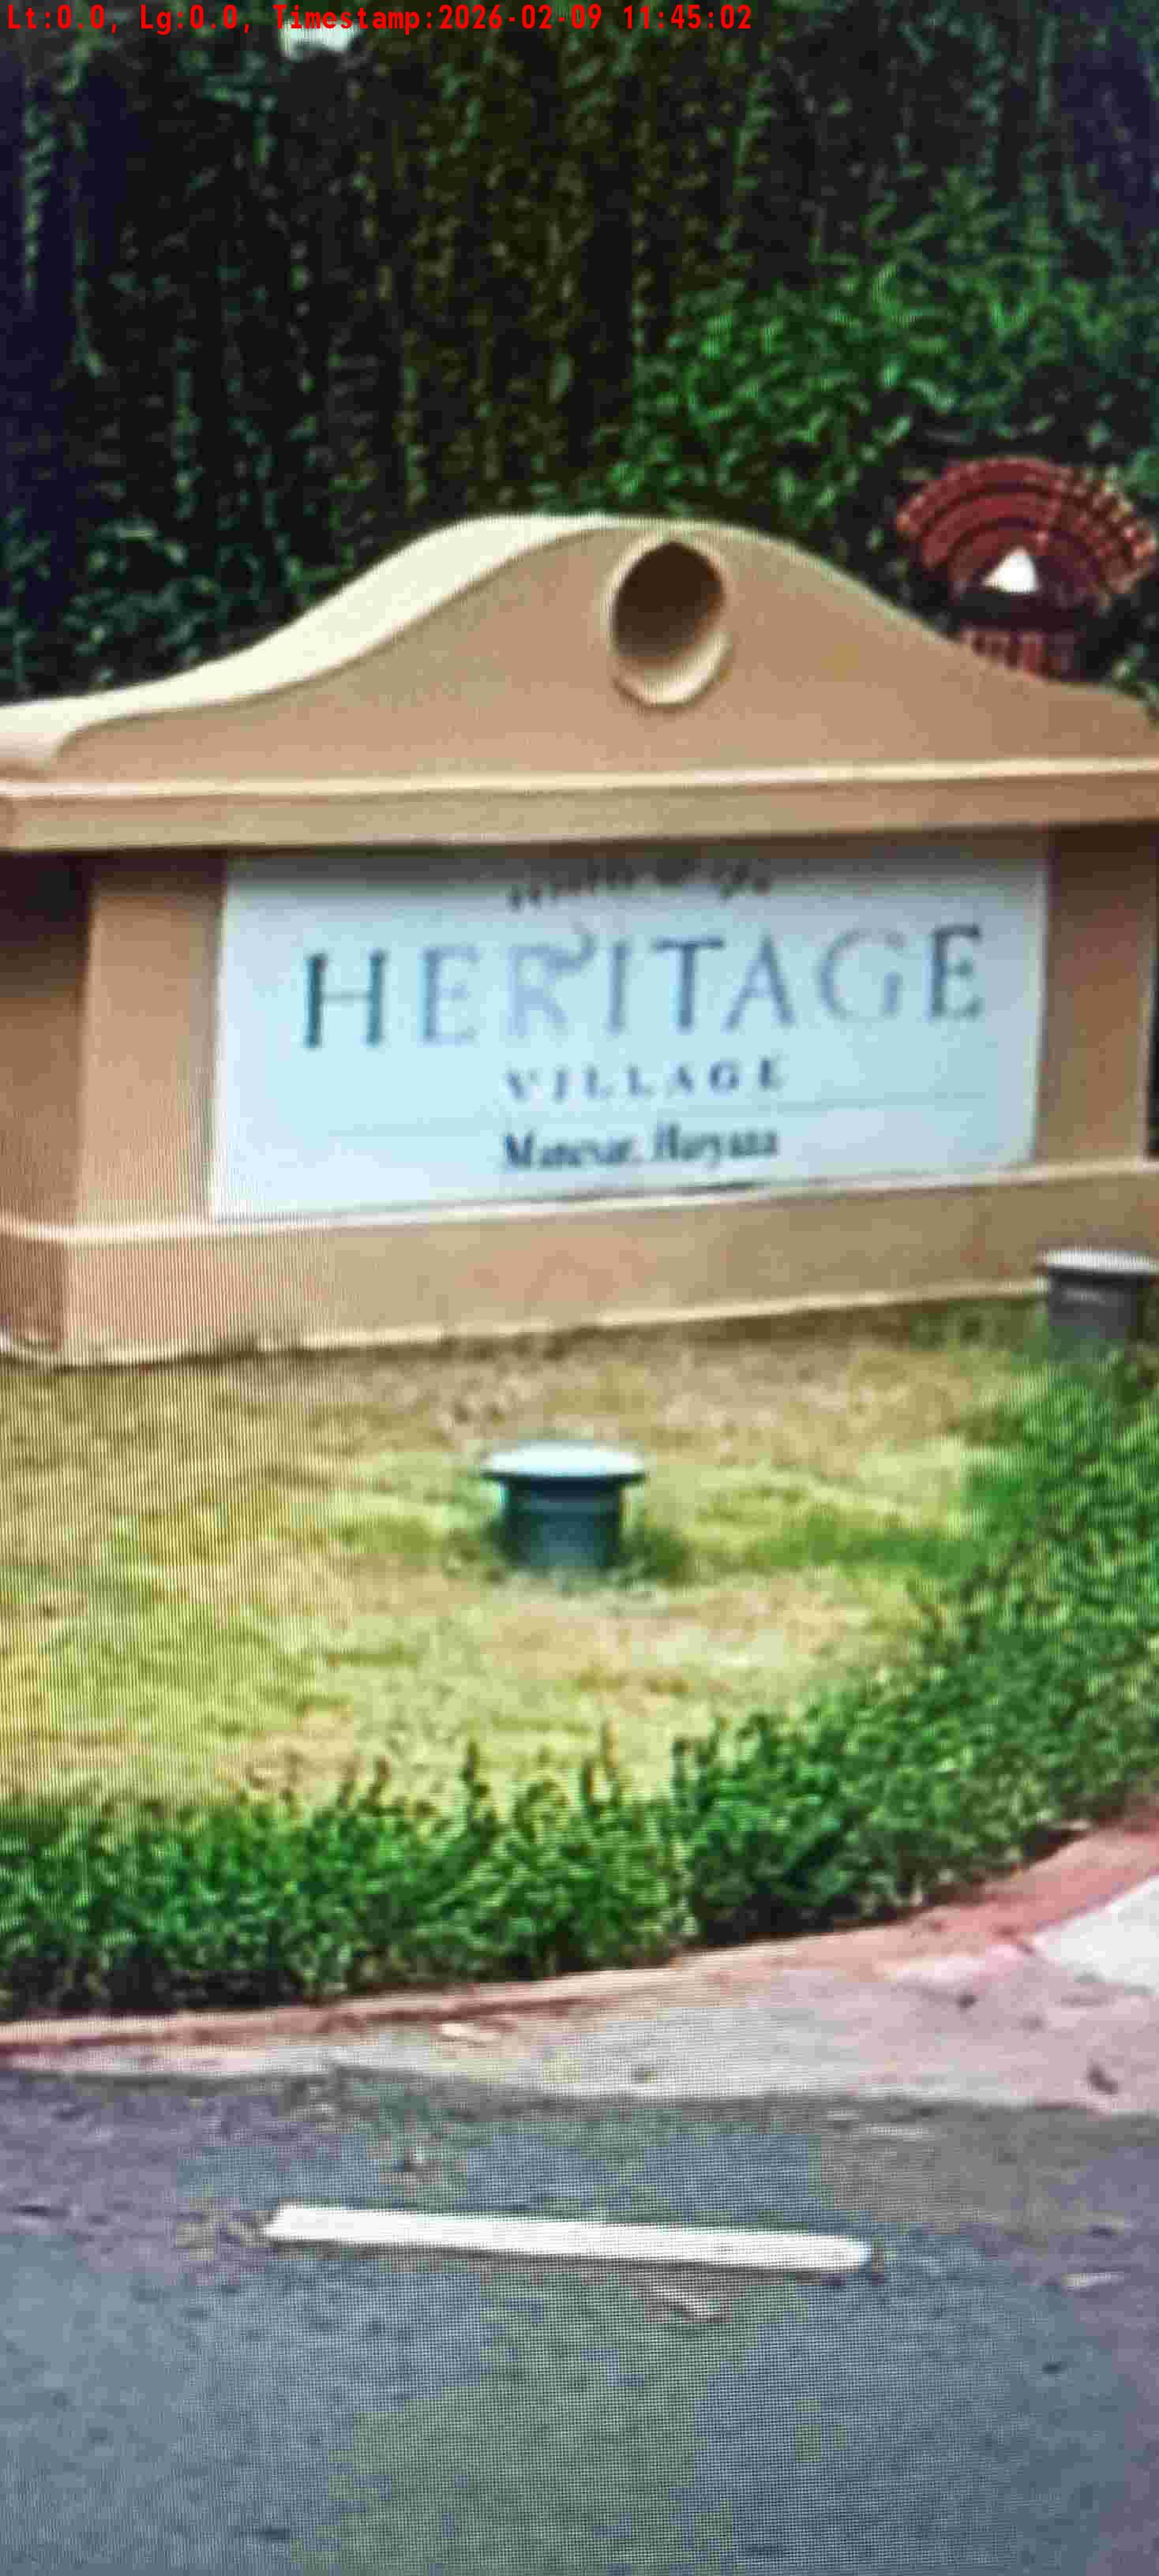 Lt:0.0, Lg:0.0, Timestamp:2026-02-09 11:45:02
HERITAGE
VILLAGE
Manesar, Haryana